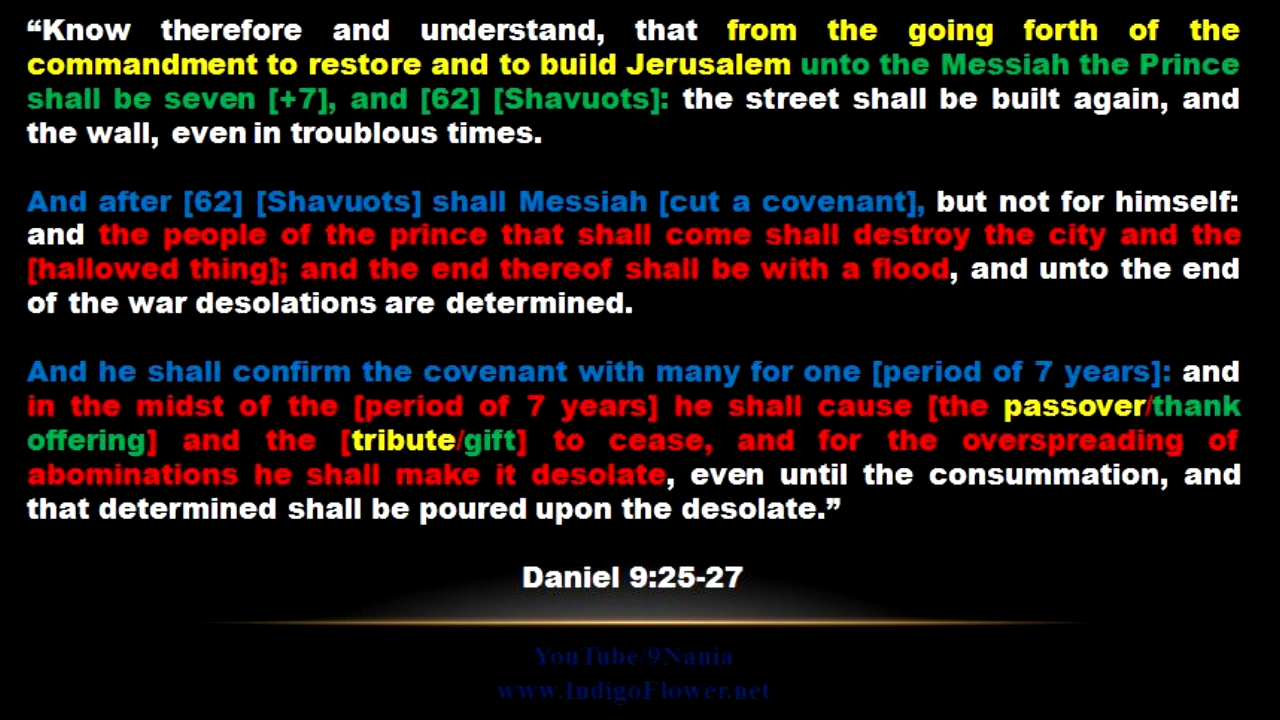 “Know therefore and understand, that from the going forth of the
commandment to restore and to build Jerusalem unto the Messiah the Prince
shall be seven [+7], and [62] [Shavuots]: the street shall be built again, and
the wall, even in troublous times.
And after [62] [Shavuots] shall Messiah [cut a covenant], but not for himself:
and the people of the prince that shall come shall destroy the city and the
[hallowed thing]; and the end thereof shall be with a flood, and unto the end
of the war desolations are determined.
And he shall confirm the covenant with many for one [period of 7 years]: and
in the midst of the [period of 7 years] he shall cause [the passover/thank
offering] and the [tribute/gift] to cease, and for the overspreading of
abominations he shall make it desolate, even until the consummation, and
that determined shall be poured upon the desolate.”
Daniel 9:25-27
YouTube/9Nania
www.IndigoFlower.net